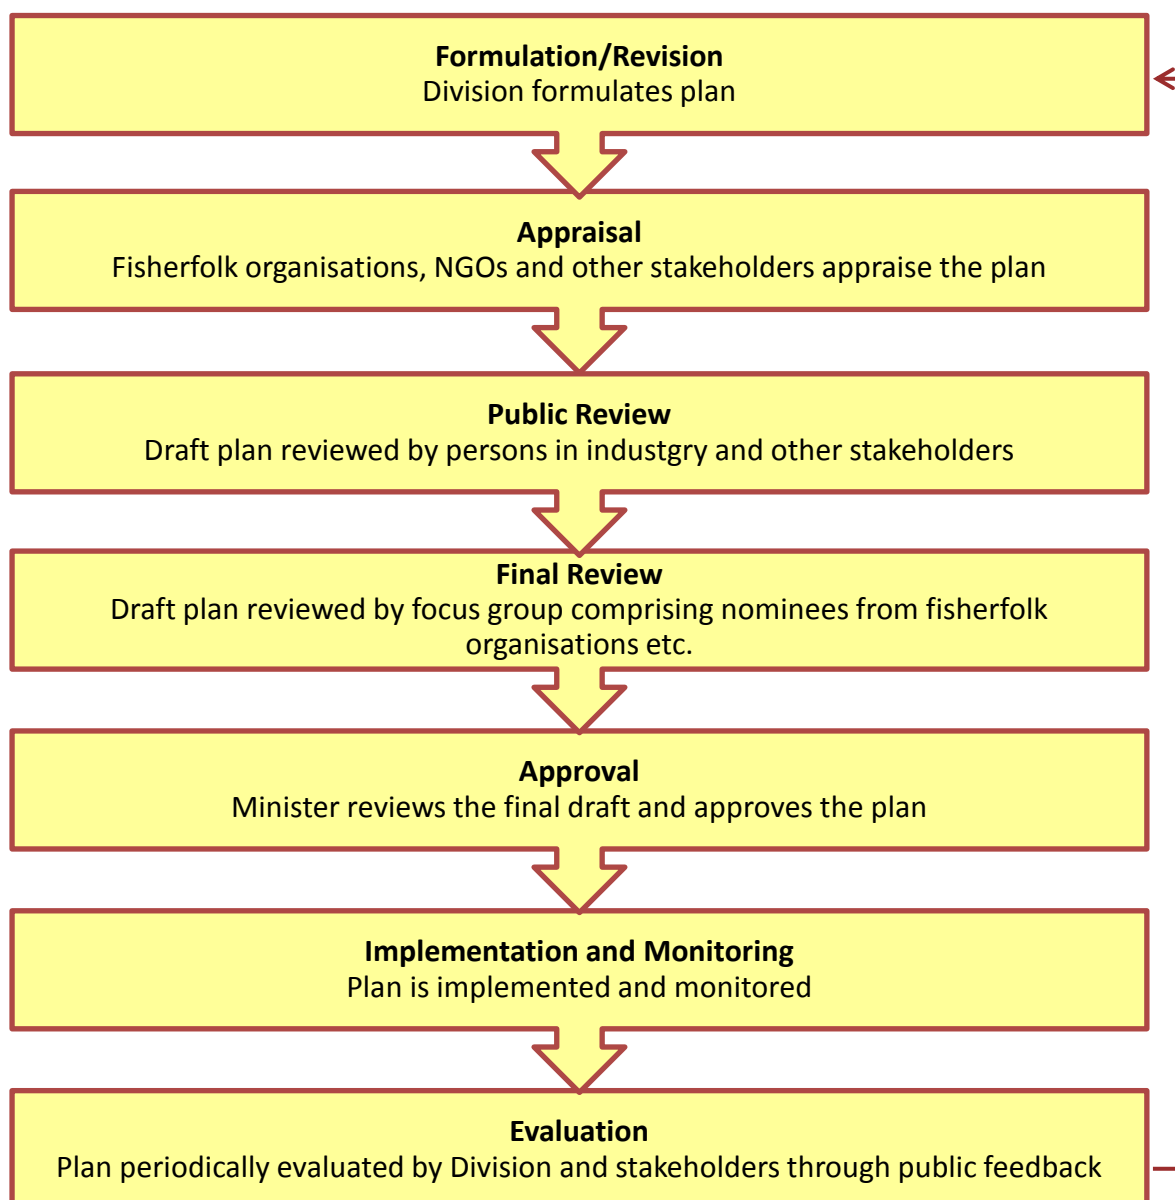 Formulation/Revision
Division formulates plan
Appraisal
Fisherfolk organisations, NGOs and other stakeholders appraise the plan
Public Review
Draft plan reviewed by persons in industgry and other stakeholders
Final Review
Draft plan reviewed by focus group comprising nominees from fisherfolk
organisations etc.
Approval
Minister reviews the final draft and approves the plan
Implementation and Monitoring
Plan is implemented and monitored
Evaluation
Plan periodically evaluated by Division and stakeholders through public feedback